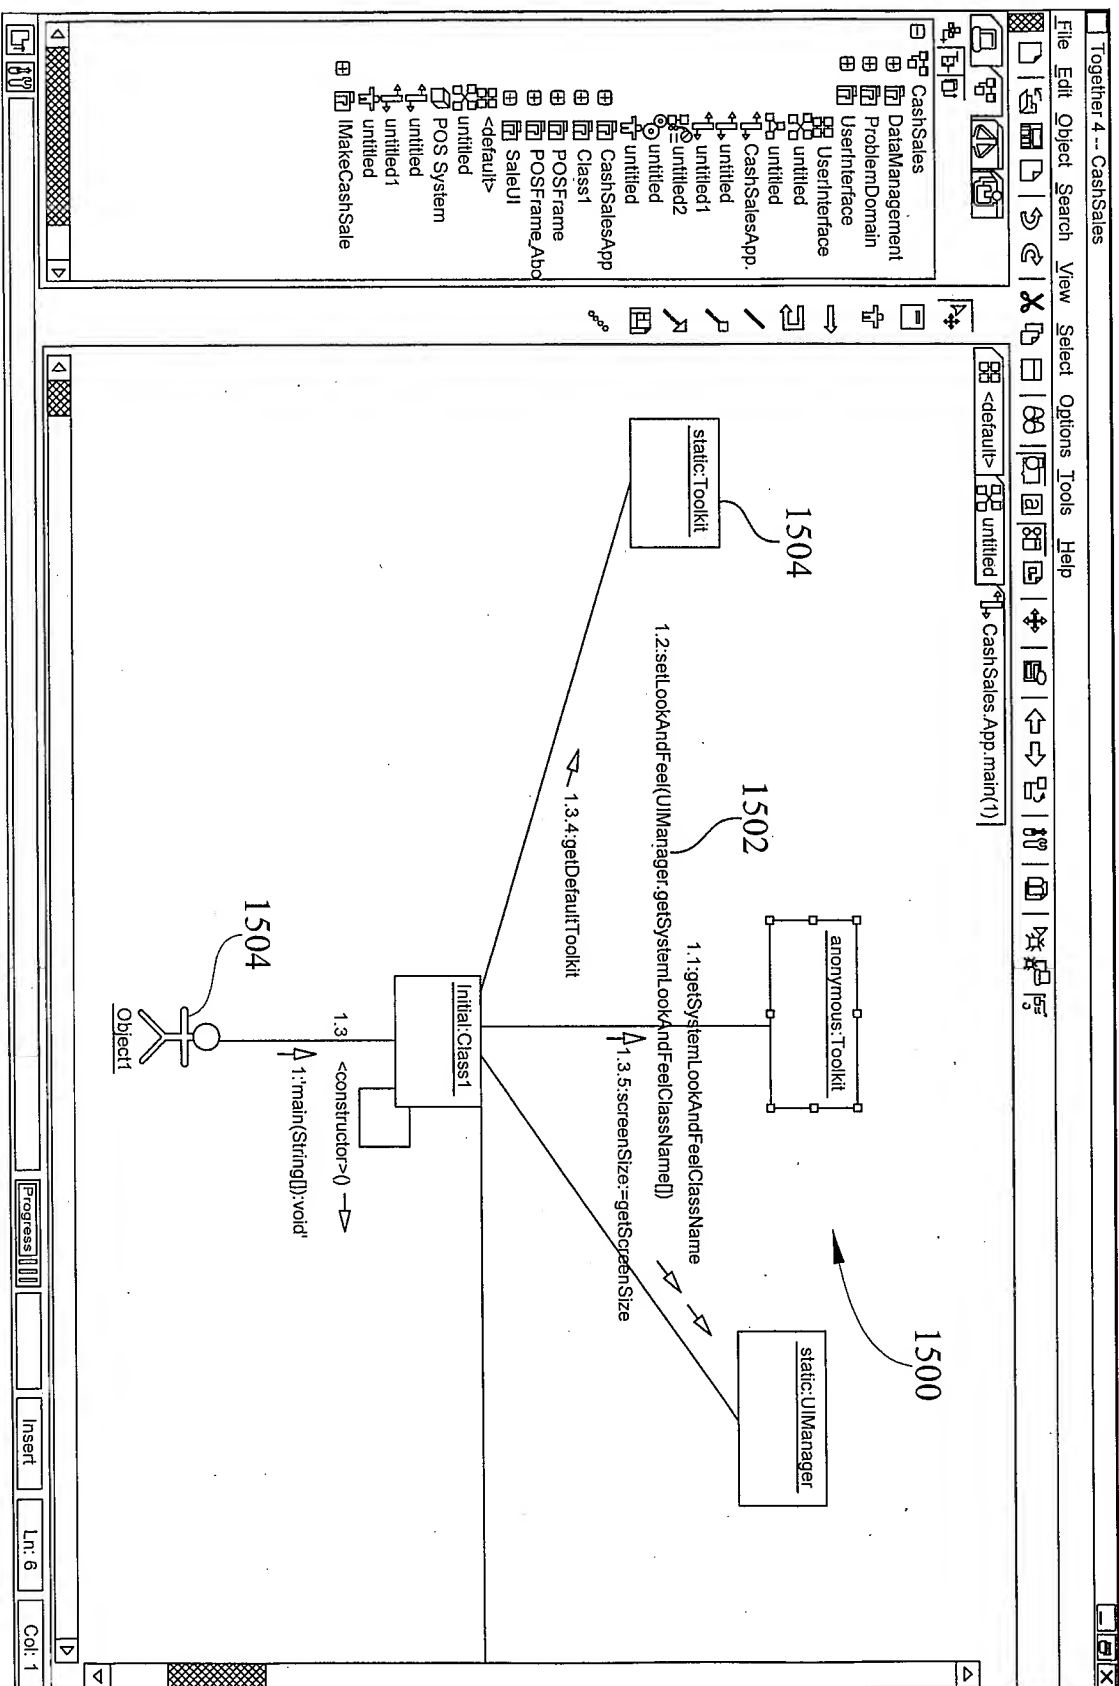 Together 4 -- CashSales
File Edit Object Search View Select Options Tools Help
CashSales
DataManagement
ProblemDomain
UserInterface
UserInterface
untitled
untitled
CashSalesApp.
untitled
untitled1
untitled2
untitled
untitled
CashSalesApp
Class1
POSFrame
POSFrame_Abo
SaleUI
<default>
untitled
POS System
untitled
untitled1
untitled
IMakeCashSale
<default> untitled CashSales.App.main(1)
1500
anonymous:Toolkit
static:UIManager
1504
static:Toolkit
1502
1.1:getSystemLookAndFeelClassName
1.2:setLookAndFeel(UIManager.getSystemLookAndFeelClassName[])
1.3.5:screenSize:=getScreenSize
1.3.4:getDefaultToolkit
Initial:Class1
1.3 <constructor>()
1:'main(String[]):void'
1504
Object1
Progress Insert Ln: 6 Col: 1